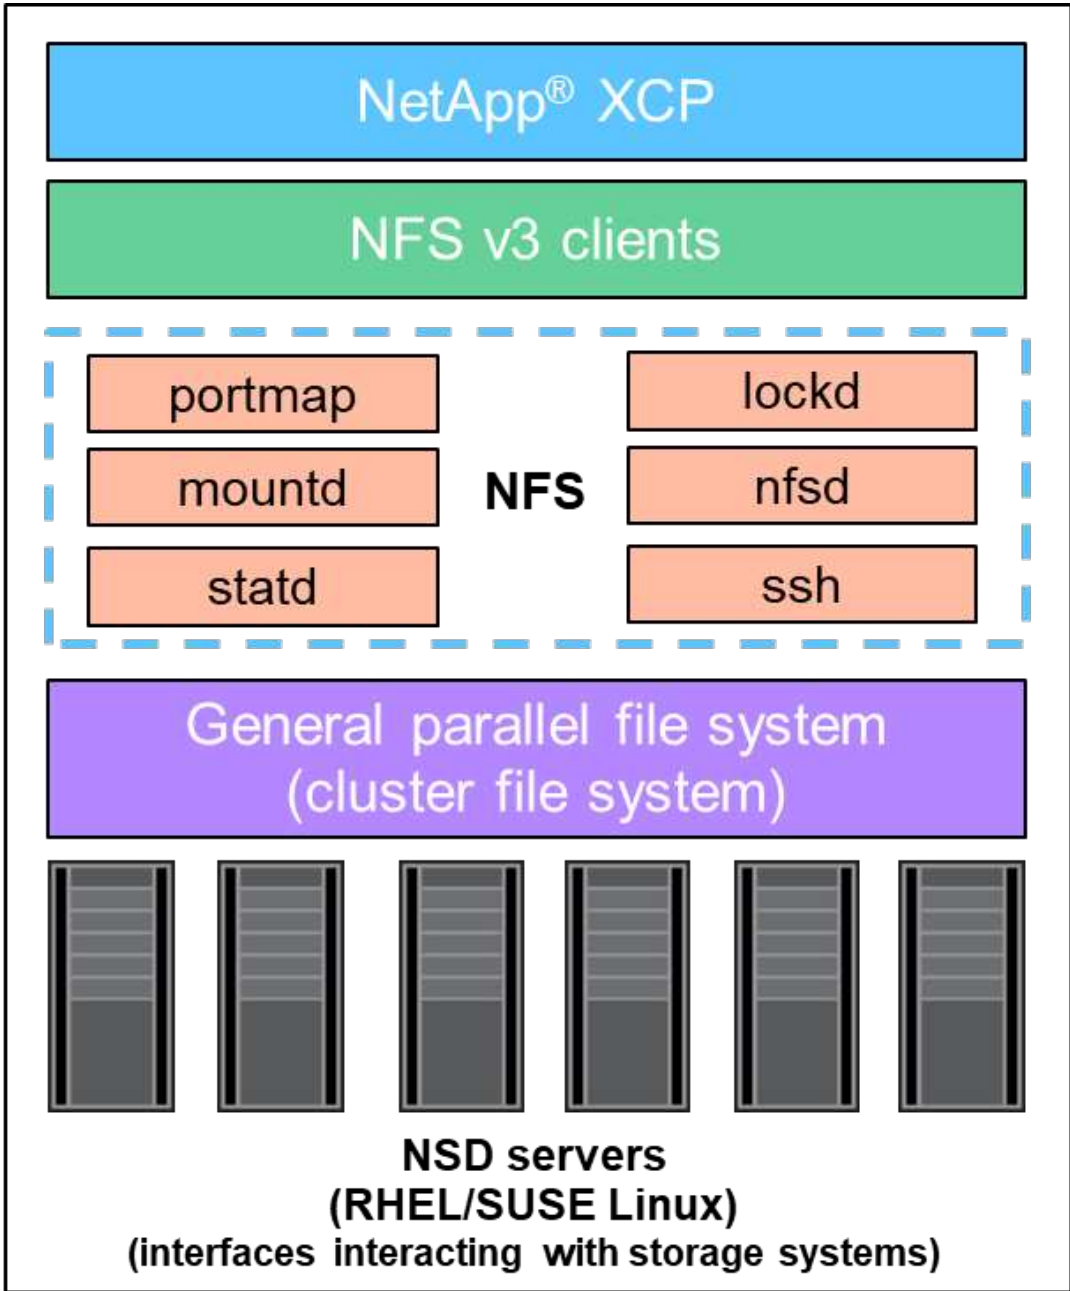 NetApp® XCP
NFS v3 clients
portmap
lockd
mountd
NFS
nfsd
statd
ssh
General parallel file system
(cluster file system)
NSD servers
(RHEL/SUSE Linux)
(interfaces interacting with storage systems)